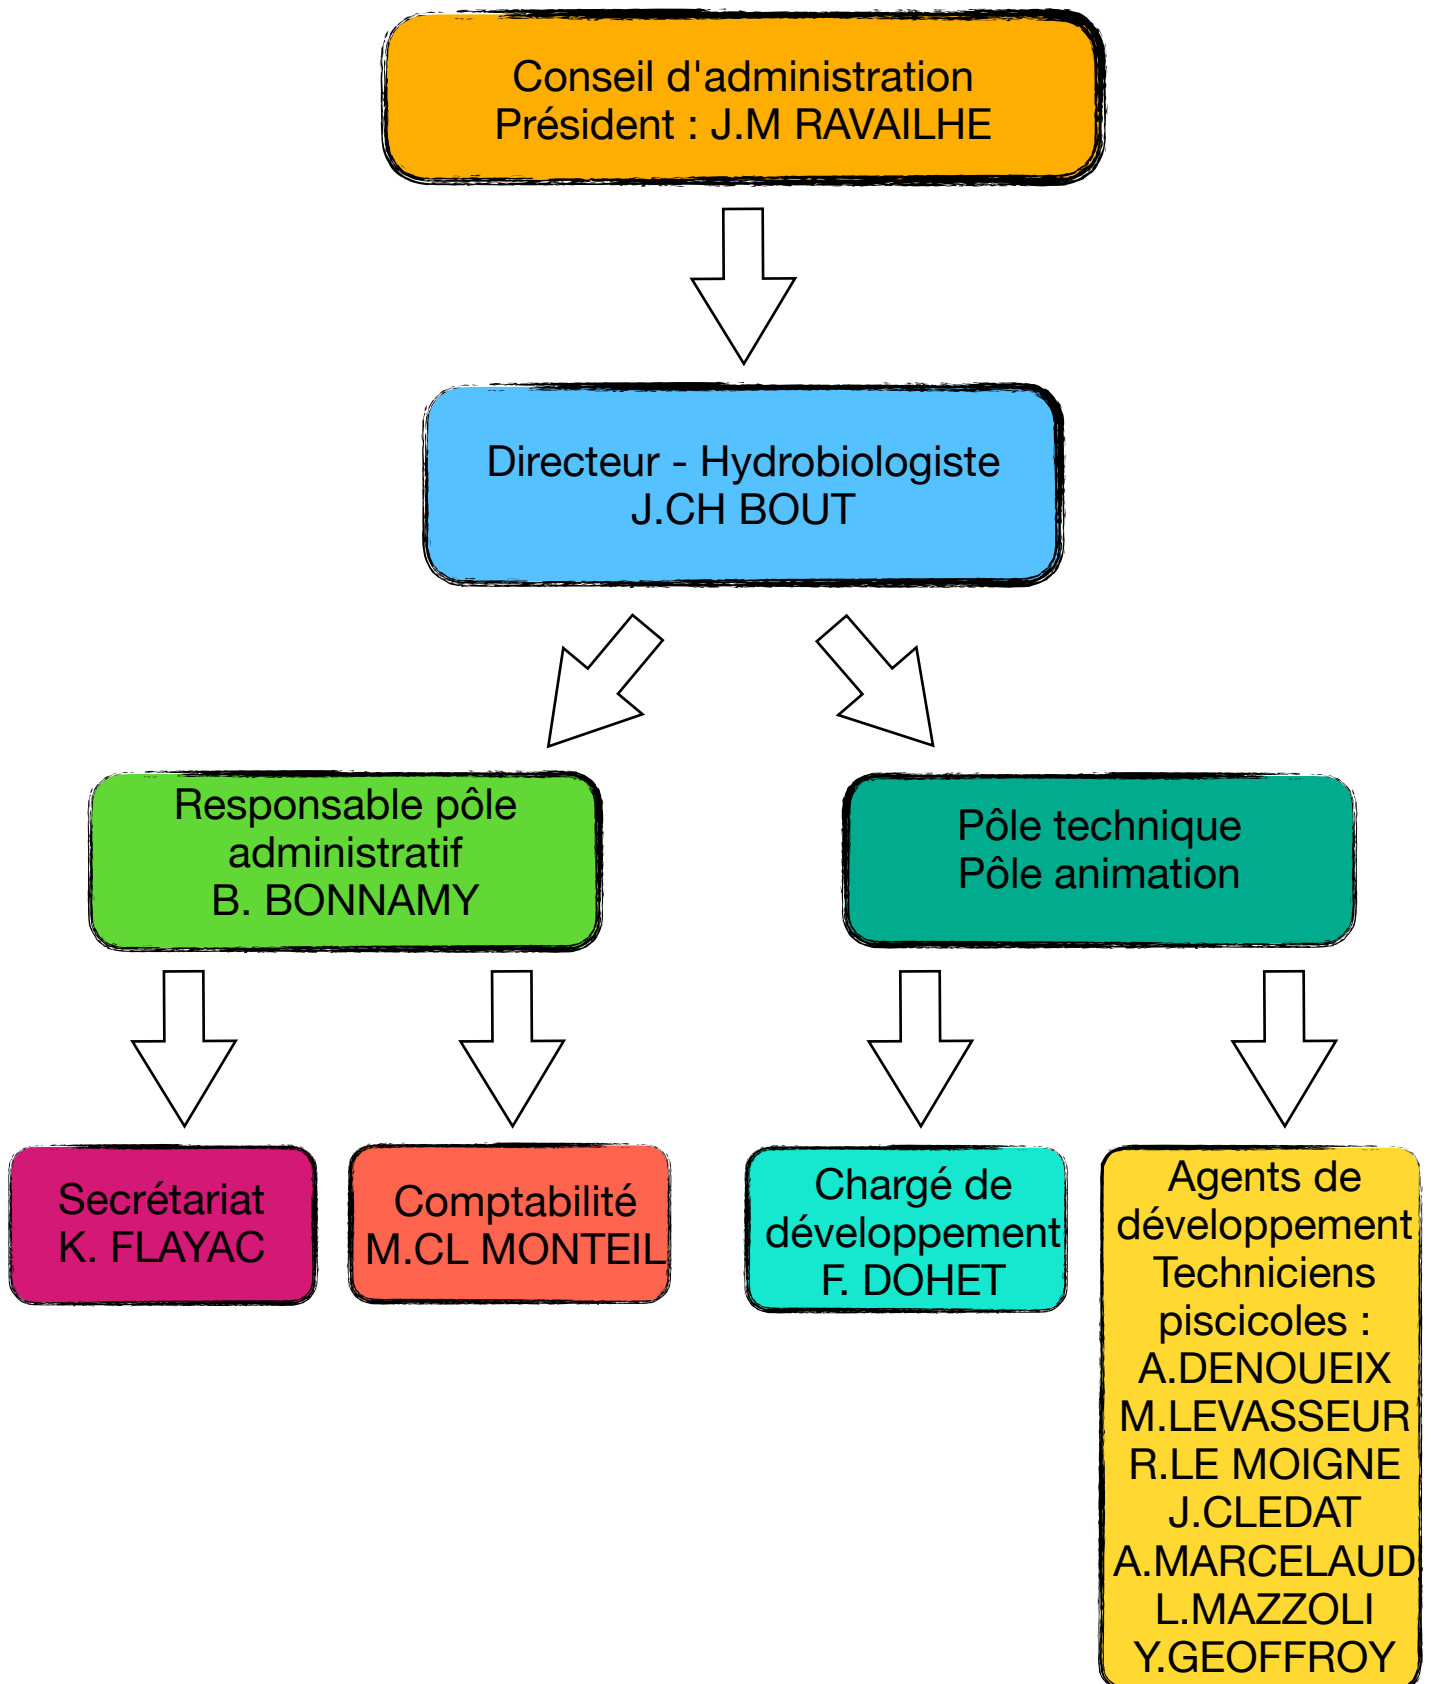 Conseil d'administration
Président : J.M RAVAILHE
Directeur - Hydrobiologiste
J.CH BOUT
Responsable pôle
administratif
B. BONNAMY
Pôle technique
Pôle animation
Secrétariat
K. FLAYAC
Comptabilité
M.CL MONTEIL
Chargé de
développement
F. DOHET
Agents de
développement
Techniciens
piscicoles :
A.DENOUEIX
M.LEVASSEUR
R.LE MOIGNE
J.CLEDAT
A.MARCELAUD
L.MAZZOLI
Y.GEOFFROY